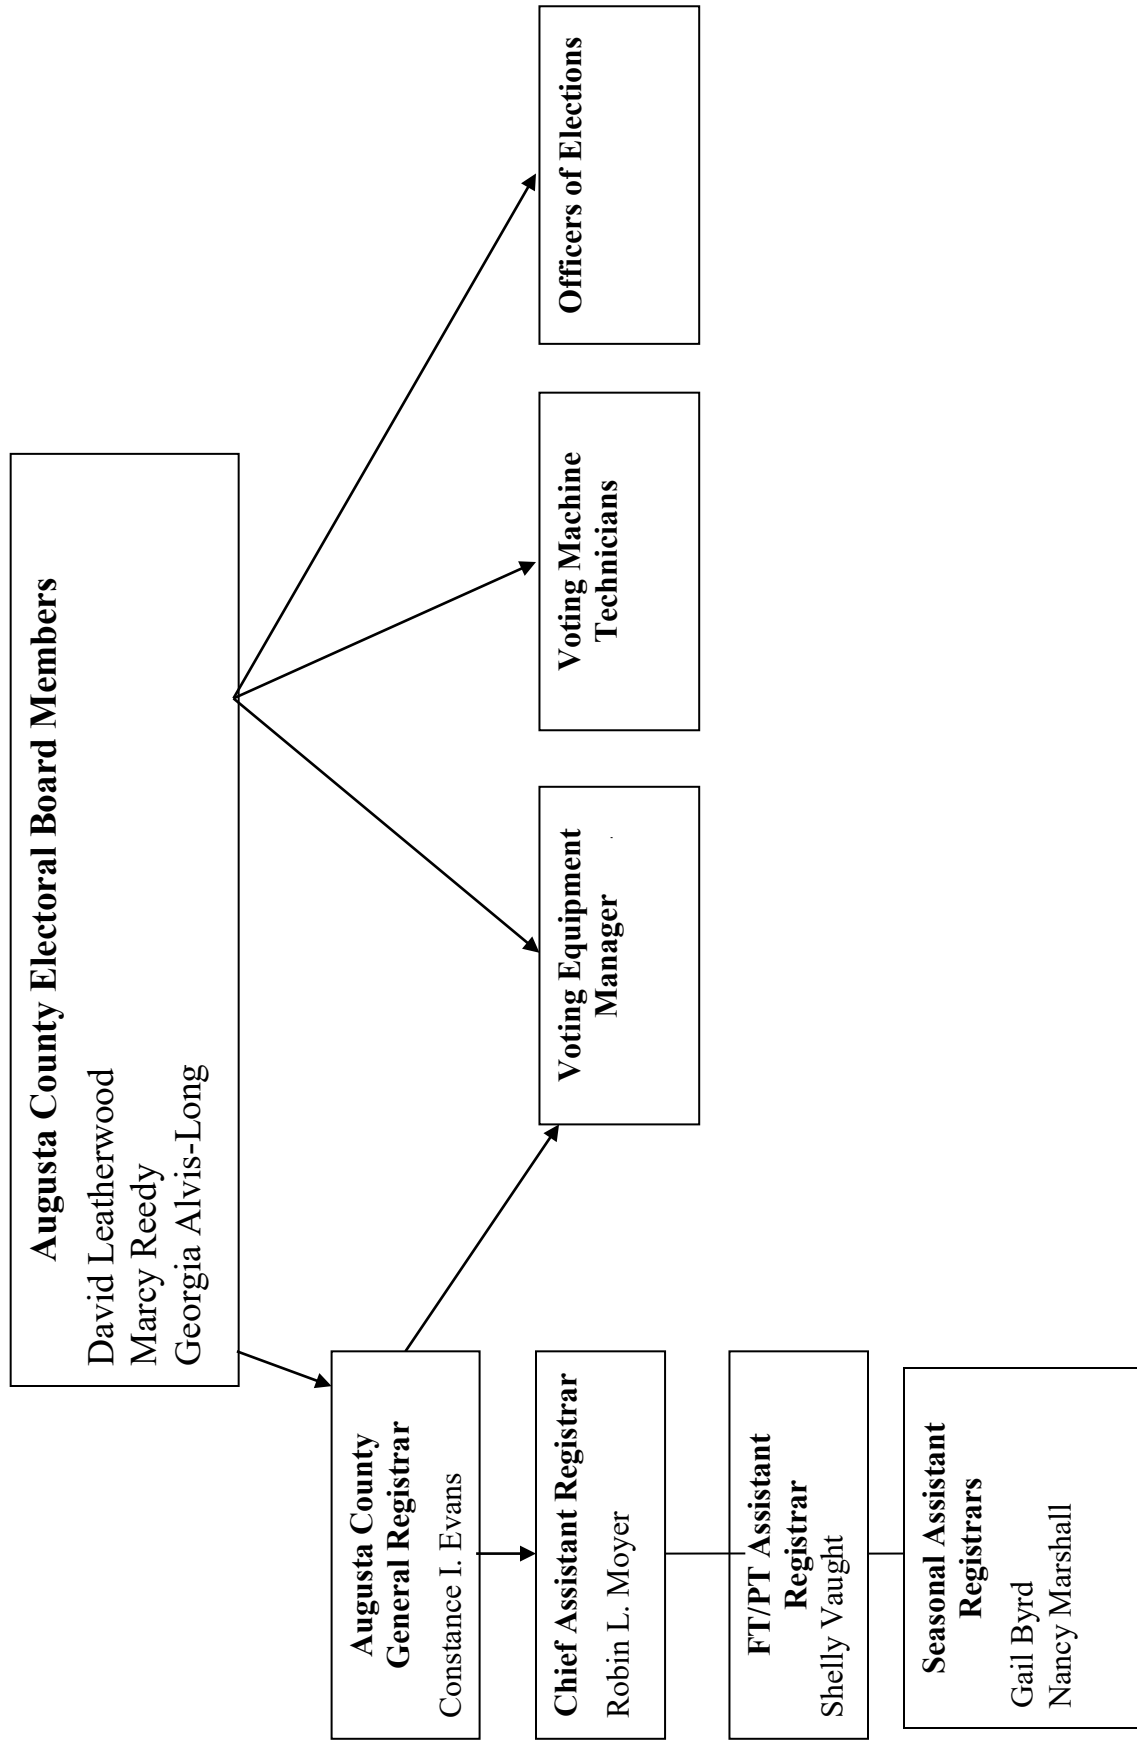 Augusta County Electoral Board Members
David Leatherwood
Marcy Reedy
Georgia Alvis-Long
Augusta County
General Registrar
Constance I. Evans
Chief Assistant Registrar
Robin L. Moyer
FT/PT Assistant
Registrar
Shelly Vaught
Seasonal Assistant
Registrars
Gail Byrd
Nancy Marshall
Voting Equipment
Manager
Voting Machine
Technicians
Officers of Elections